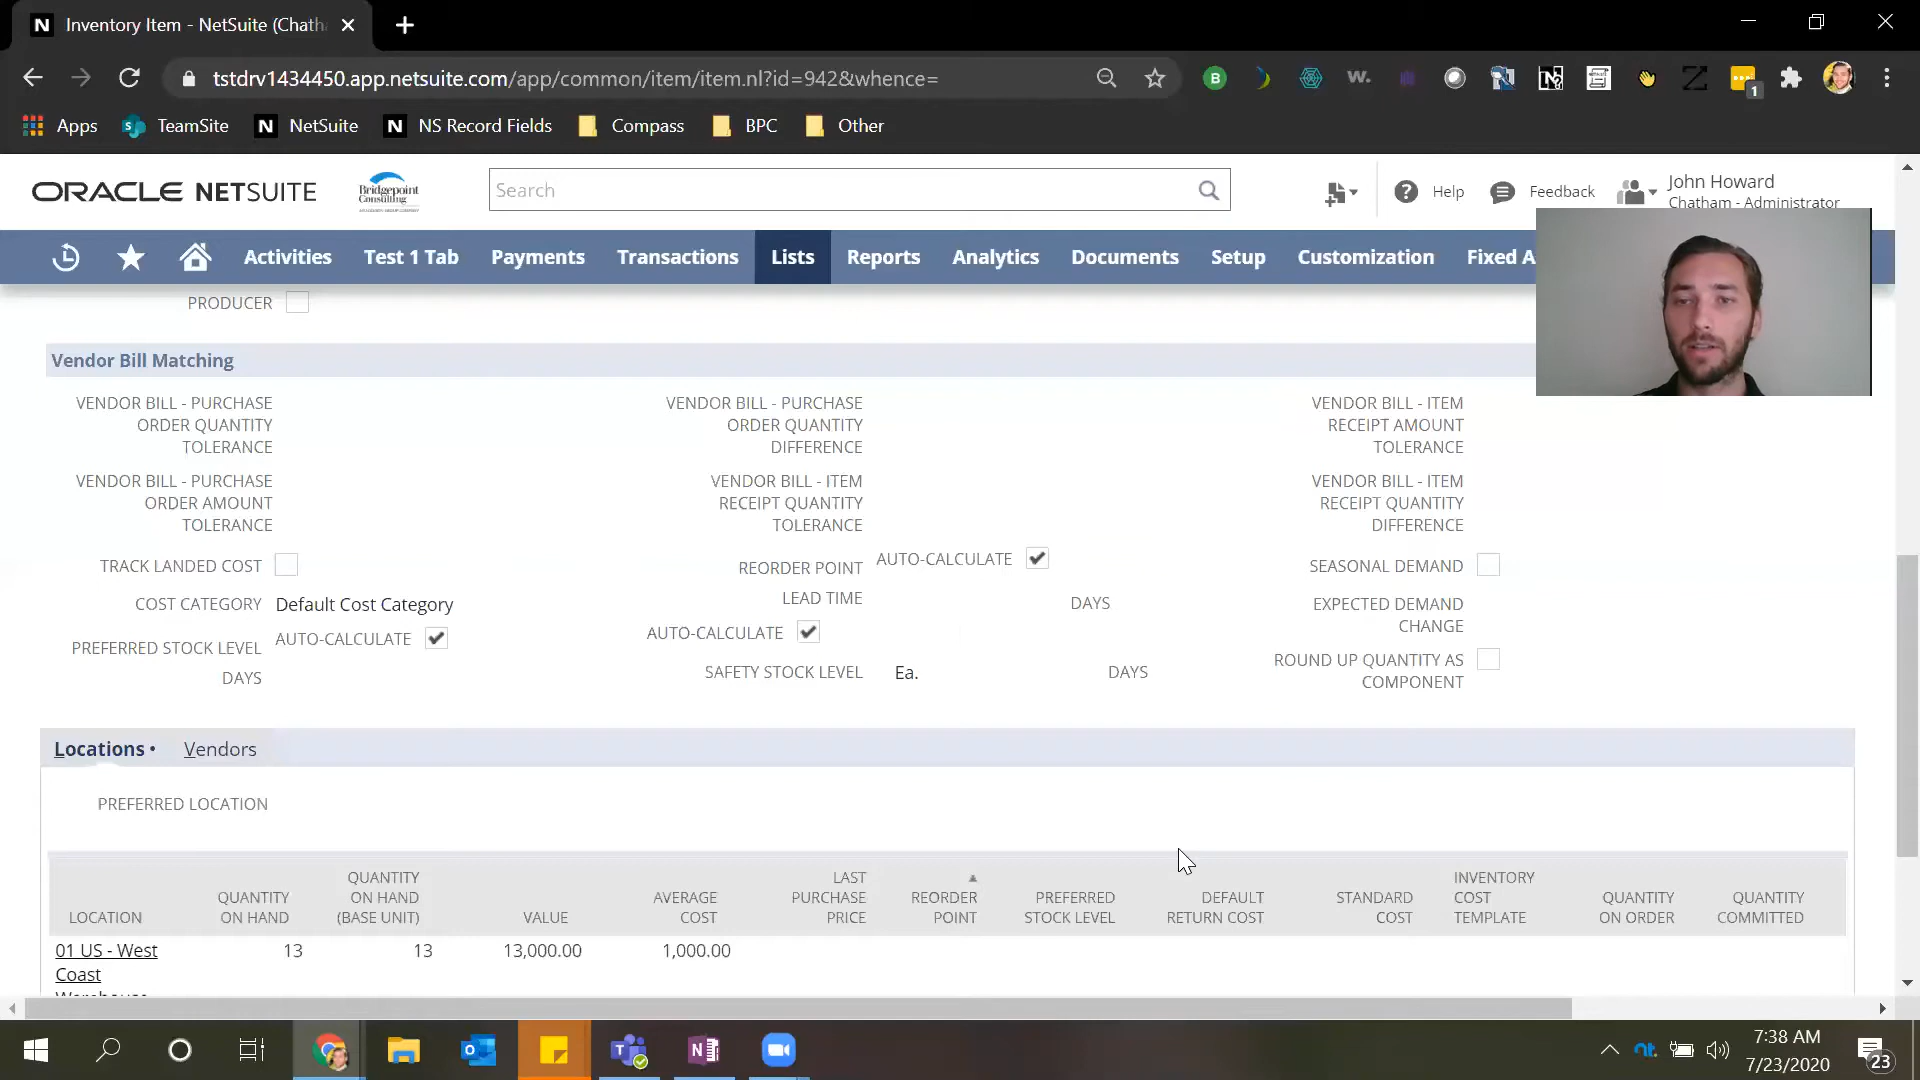 Inventory Item - NetSuite (Chath
tstdrv1434450.app.netsuite.com/app/common/item/item.nl?id=942&whence=
Apps
TeamSite
NetSuite
NS Record Fields
Compass
BPC
Other
ORACLE NETSUITE
Bridgepoint
Consulting
Search
Help
Feedback
John Howard
Chatham - Administrator
Activities
Test 1 Tab
Payments
Transactions
Lists
Reports
Analytics
Documents
Setup
Customization
Fixed A
PRODUCER
Vendor Bill Matching
VENDOR BILL - PURCHASE
ORDER QUANTITY
TOLERANCE
VENDOR BILL - PURCHASE
ORDER QUANTITY
DIFFERENCE
VENDOR BILL - ITEM
RECEIPT AMOUNT
TOLERANCE
VENDOR BILL - PURCHASE
ORDER AMOUNT
TOLERANCE
VENDOR BILL - ITEM
RECEIPT QUANTITY
TOLERANCE
VENDOR BILL - ITEM
RECEIPT QUANTITY
DIFFERENCE
TRACK LANDED COST
REORDER POINT
AUTO-CALCULATE
SEASONAL DEMAND
COST CATEGORY Default Cost Category
LEAD TIME
DAYS
EXPECTED DEMAND
CHANGE
PREFERRED STOCK LEVEL
AUTO-CALCULATE
DAYS
AUTO-CALCULATE
SAFETY STOCK LEVEL Ea.
DAYS
ROUND UP QUANTITY AS
COMPONENT
Locations •
Vendors
PREFERRED LOCATION
LOCATION
QUANTITY
ON HAND
QUANTITY
ON HAND
(BASE UNIT)
VALUE
AVERAGE
COST
LAST
PURCHASE
PRICE
REORDER
POINT
PREFERRED
STOCK LEVEL
DEFAULT
RETURN COST
STANDARD
COST
INVENTORY
COST
TEMPLATE
QUANTITY
ON ORDER
QUANTITY
COMMITTED
01 US - West
Coast
13
13
13,000.00
1,000.00
7:38 AM
7/23/2020
23